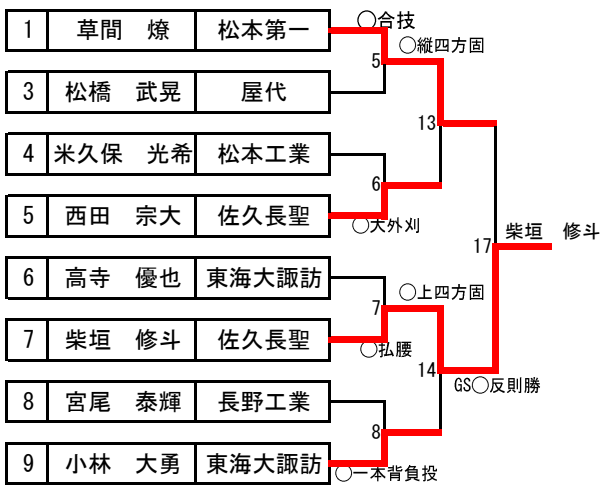 1 草間 燎 松本第一
○合技
○縦四方固
5
3 松橋 武晃 屋代
13
4 米久保 光希 松本工業
6
5 西田 宗大 佐久長聖
○大外刈
柴垣 修斗
17
6 高寺 優也 東海大諏訪
○上四方固
7
7 柴垣 修斗 佐久長聖
○払腰
14
GS○反則勝
8 宮尾 泰輝 長野工業
8
9 小林 大勇 東海大諏訪
○一本背負投